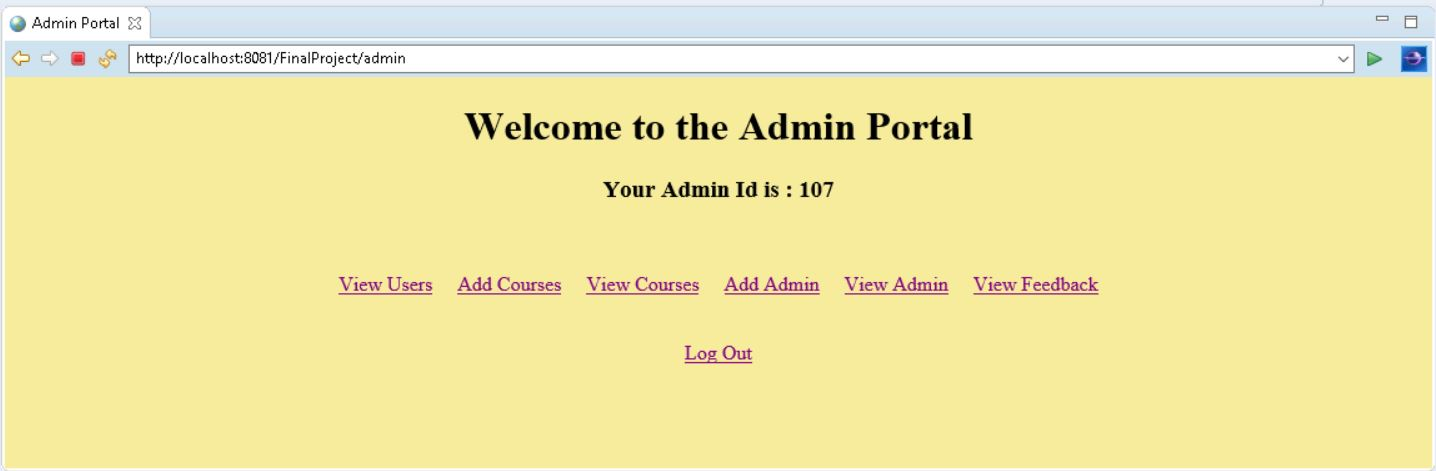 Admin Portal
http://localhost:8081/FinalProject/admin
Welcome to the Admin Portal
Your Admin Id is : 107
View Users Add Courses View Courses Add Admin View Admin View Feedback
Log Out